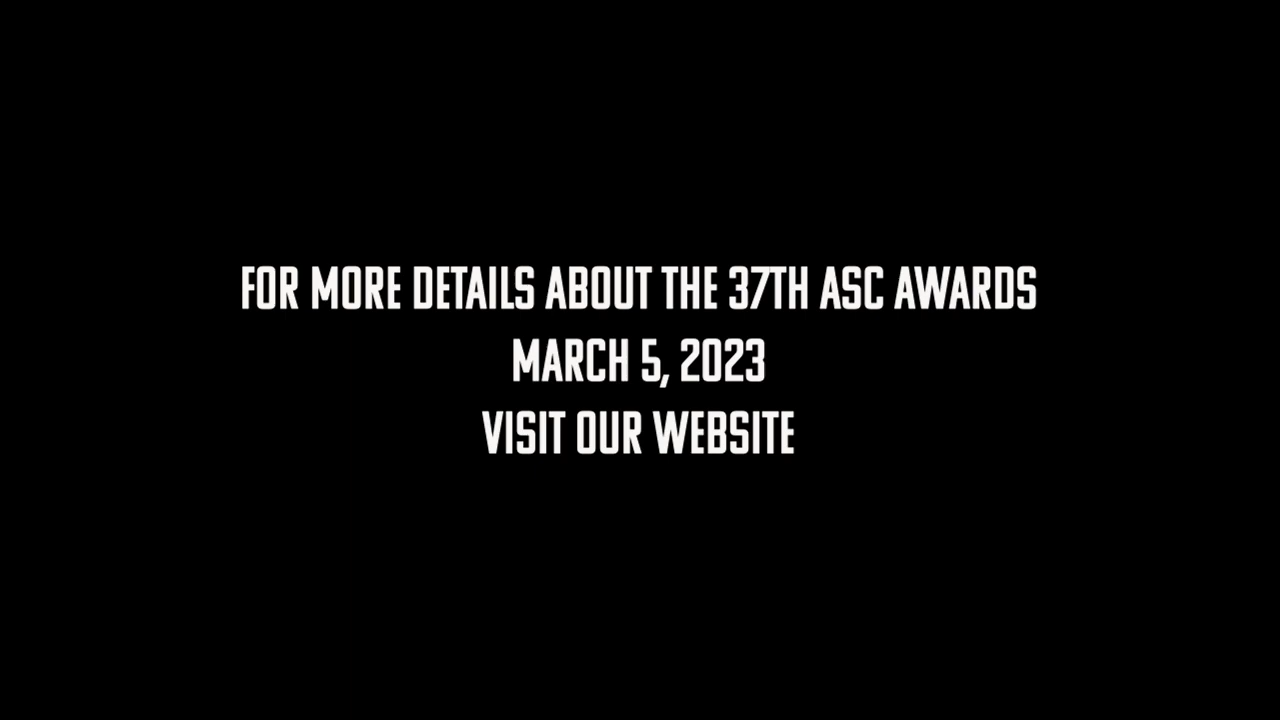 FOR MORE DETAILS ABOUT THE 37TH ASC AWARDS
MARCH 5, 2023
VISIT OUR WEBSITE